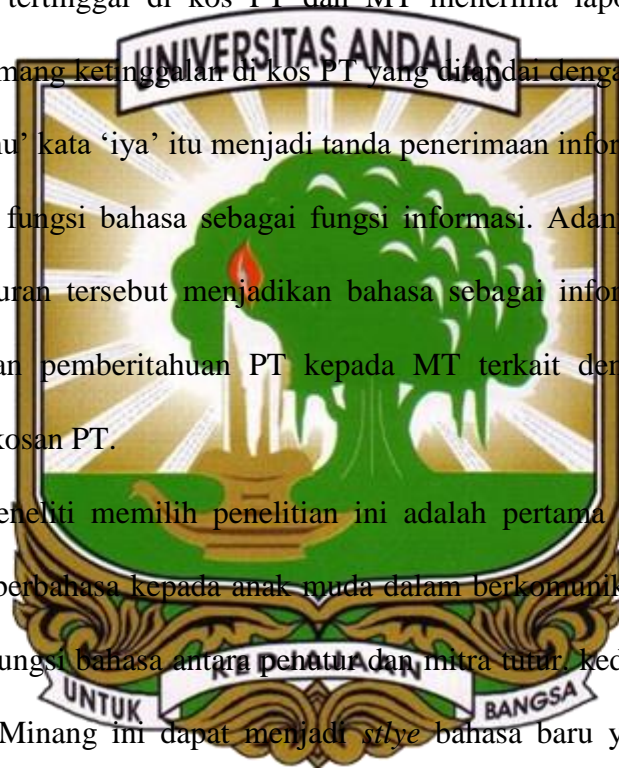 tertinggal di kos PT dan MT menerima lapo
UNIVERSITAS ANDALAS
mang ketinggalan di kos PT yang ditandai denga
nu’ kata ‘iya’ itu menjadi tanda penerimaan infor
fungsi bahasa sebagai fungsi informasi. Adan
uran tersebut menjadikan bahasa sebagai infor
an pemberitahuan PT kepada MT terkait den
kosan PT.
eneliti memilih penelitian ini adalah pertama
berbahasa kepada anak muda dalam berkomunik
ungsi bahasa antara penutur dan mitra tutur, ked
KEDJAJAAN
UNTUK
BANGSA
Minang ini dapat menjadi stlye bahasa baru y